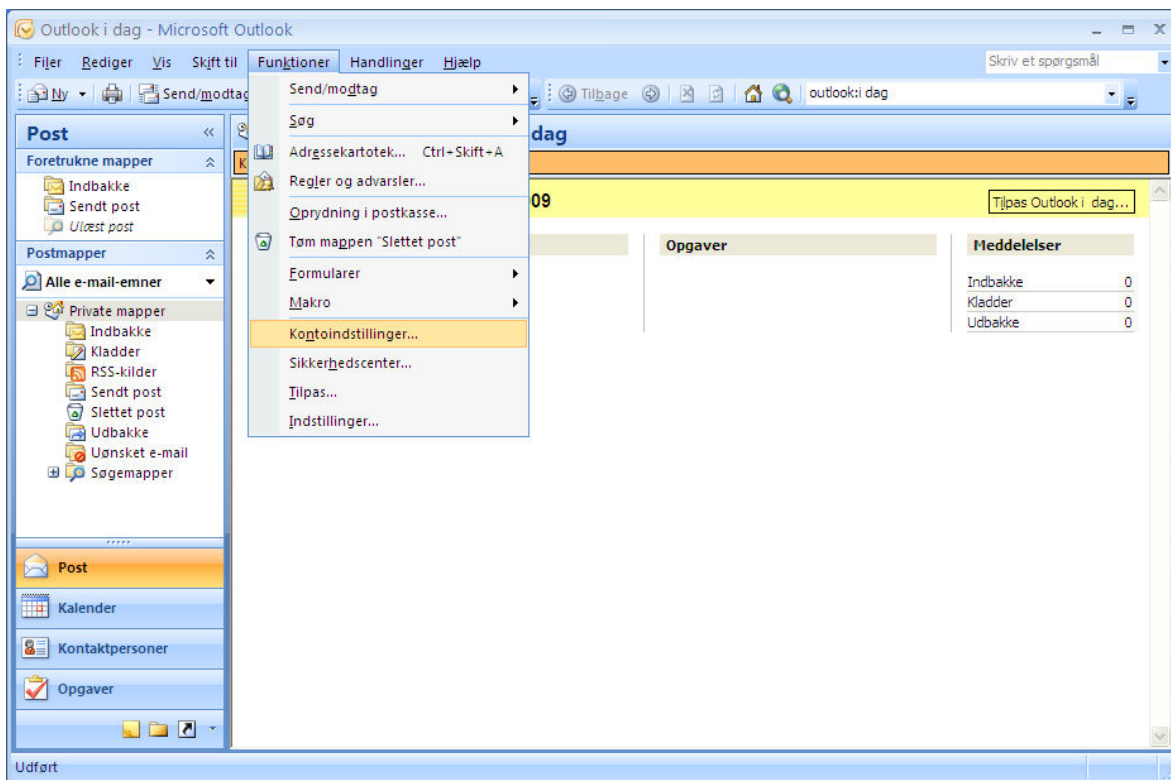 Outlook i dag - Microsoft Outlook
Filer Rediger Vis Skift til Funktioner Handlinger Hjælp Skriv et spørgsmål
Ny Send/modtag Tilbage outlook:i dag
Send/modtag
Søg
Adressekartotek... Ctrl+Skift+A
Regler og advarsler...
Oprydning i postkasse...
Tøm mappen "Slettet post"
Formularer
Makro
Kontoindstillinger...
Sikkerhedscenter...
Tilpas...
Indstillinger...
Post « dag
Foretrukne mapper K
Indbakke
Sendt post
Ulæst post
Postmapper
Alle e-mail-emner
Private mapper
Indbakke
Kladder
RSS-kilder
Sendt post
Slettet post
Udbakke
Uønsket e-mail
Søgemapper
Post
Kalender
Kontaktpersoner
Opgaver
09 Tilpas Outlook i dag...
Opgaver Meddelelser
Indbakke 0
Kladder 0
Udbakke 0
Udført